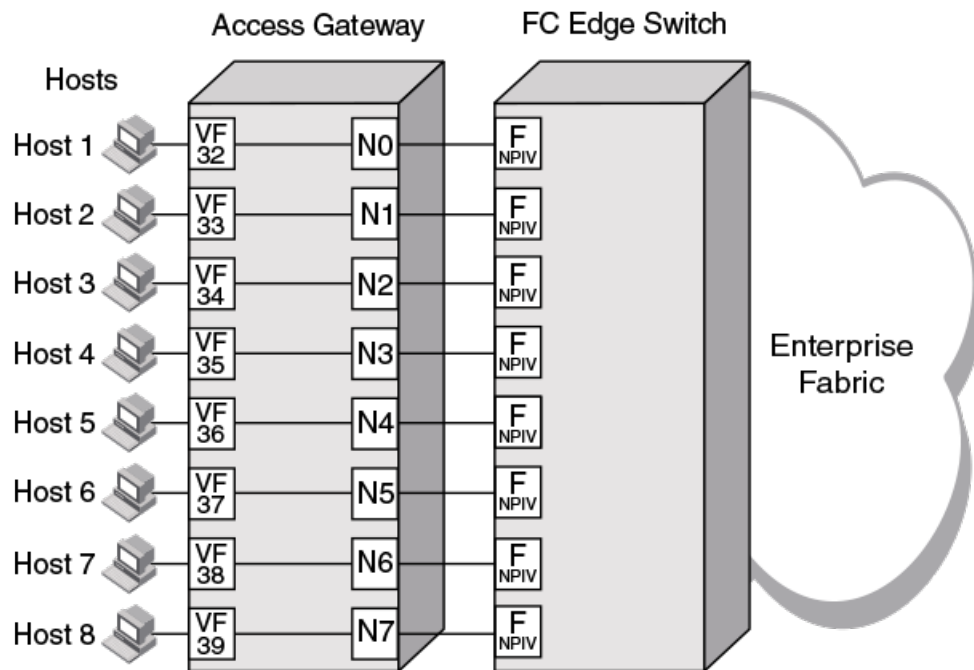 Access Gateway
FC Edge Switch
Hosts
Host 1
VF
32
N0
F
NPIV
Host 2
VF
33
N1
F
NPIV
Host 3
VF
34
N2
F
NPIV
Host 4
VF
35
N3
F
NPIV
Host 5
VF
36
N4
F
NPIV
Host 6
VF
37
N5
F
NPIV
Host 7
VF
38
N6
F
NPIV
Host 8
VF
39
N7
F
NPIV
Enterprise
Fabric